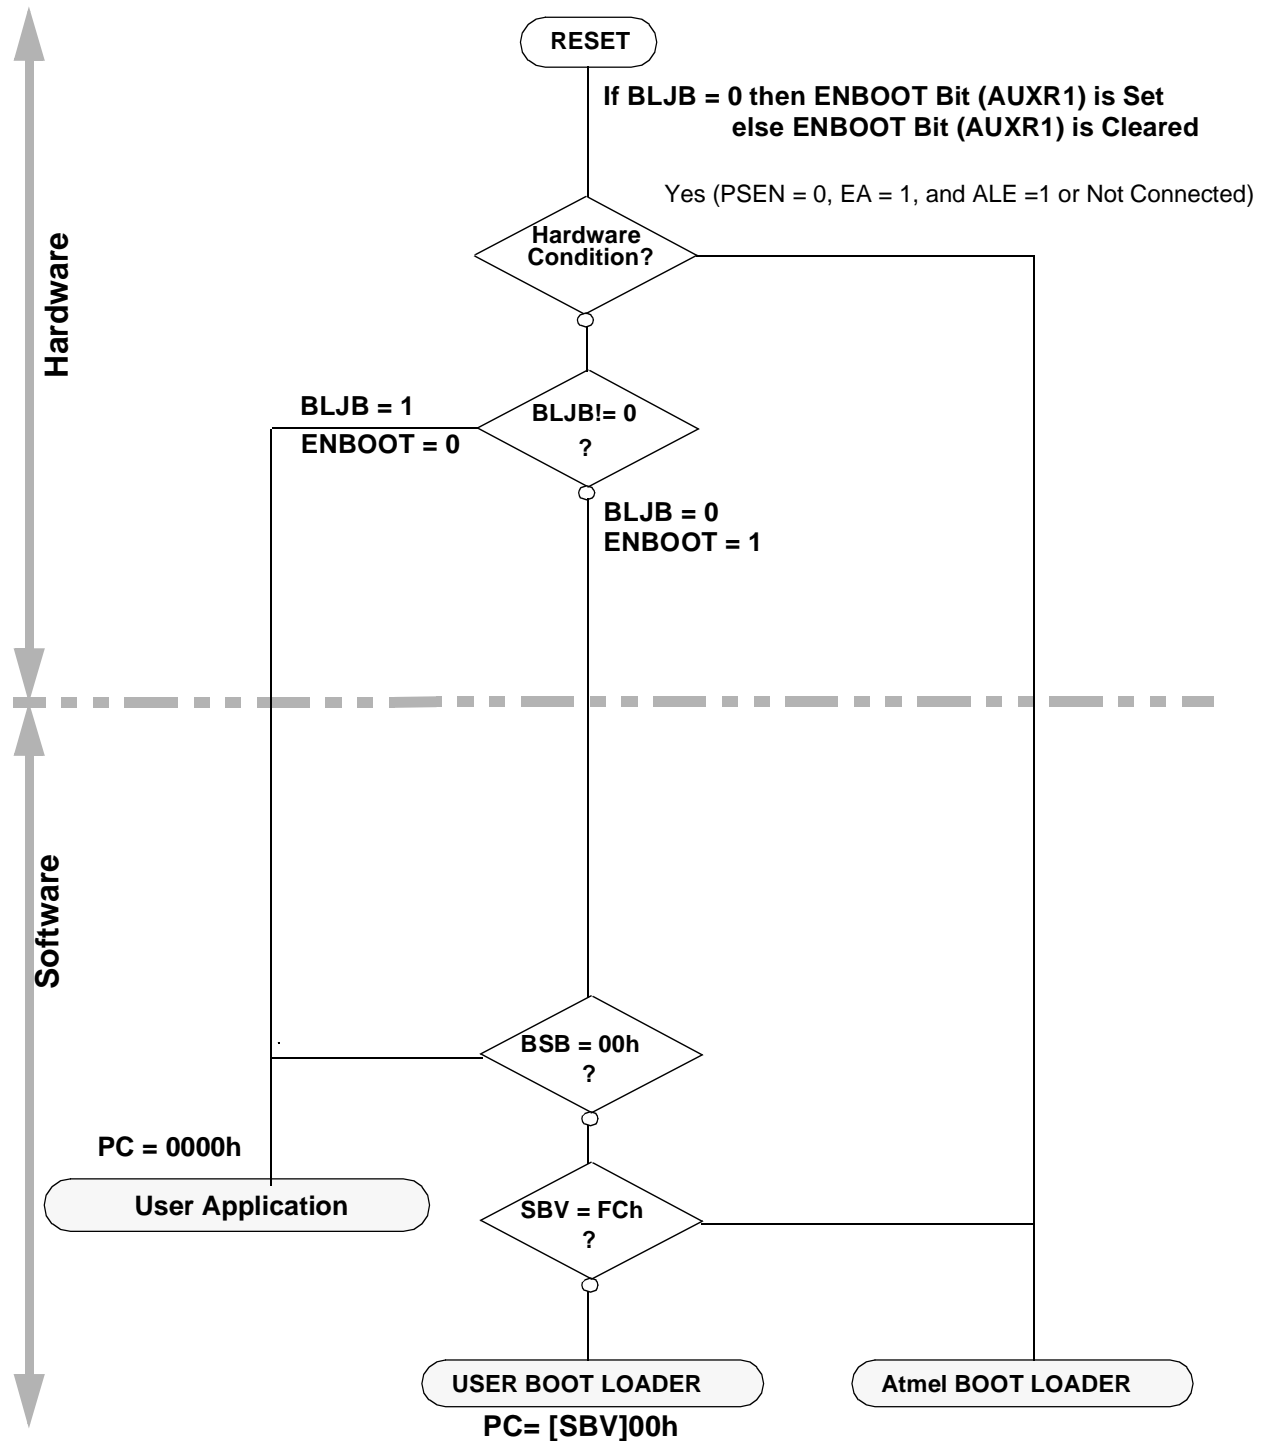 RESET
If BLJB = 0 then ENBOOT Bit (AUXR1) is Set
else ENBOOT Bit (AUXR1) is Cleared
Yes (PSEN = 0, EA = 1, and ALE =1 or Not Connected)
Hardware
Condition?
Hardware
BLJB = 1
ENBOOT = 0
BLJB!= 0
?
BLJB = 0
ENBOOT = 1
Software
BSB = 00h
?
PC = 0000h
User Application
SBV = FCh
?
USER BOOT LOADER
PC= [SBV]00h
Atmel BOOT LOADER